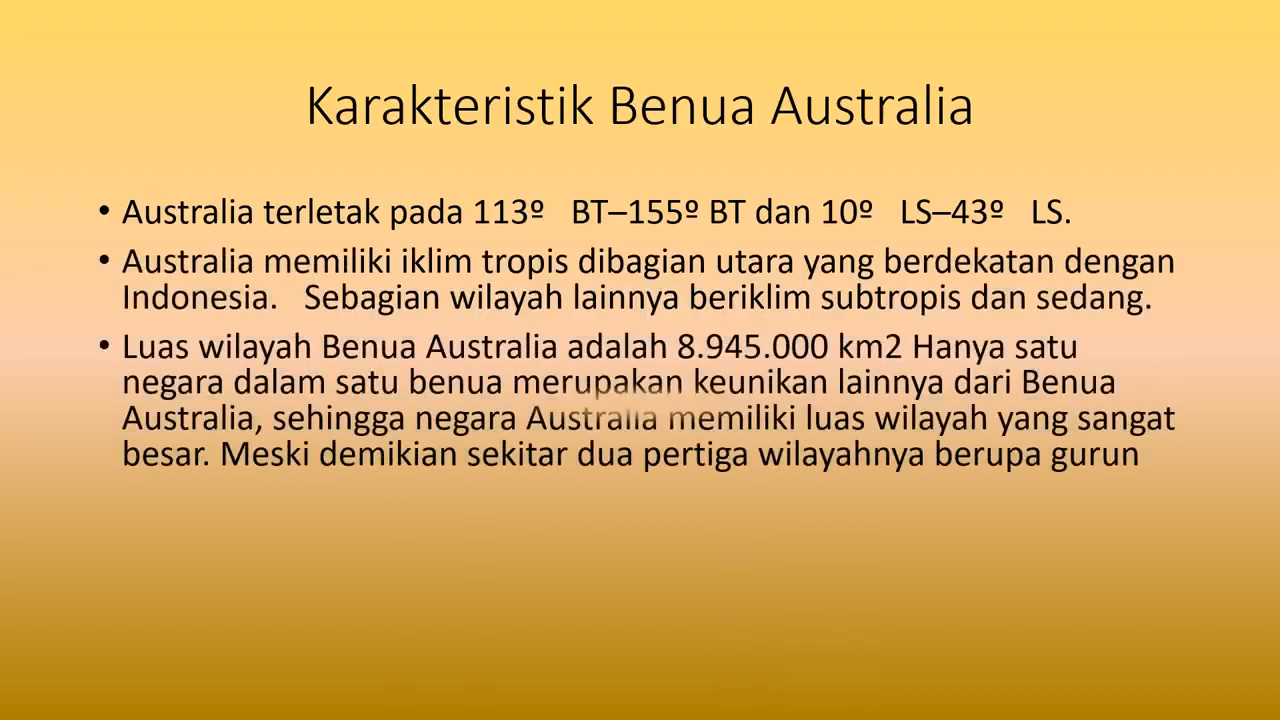 Karakteristik Benua Australia
• Australia terletak pada 113º   BT–155º BT dan 10º   LS–43º   LS.
• Australia memiliki iklim tropis dibagian utara yang berdekatan dengan
Indonesia.   Sebagian wilayah lainnya beriklim subtropis dan sedang.
• Luas wilayah Benua Australia adalah 8.945.000 km2 Hanya satu
negara dalam satu benua merupakan keunikan lainnya dari Benua
Australia, sehingga negara Australia memiliki luas wilayah yang sangat
besar. Meski demikian sekitar dua pertiga wilayahnya berupa gurun